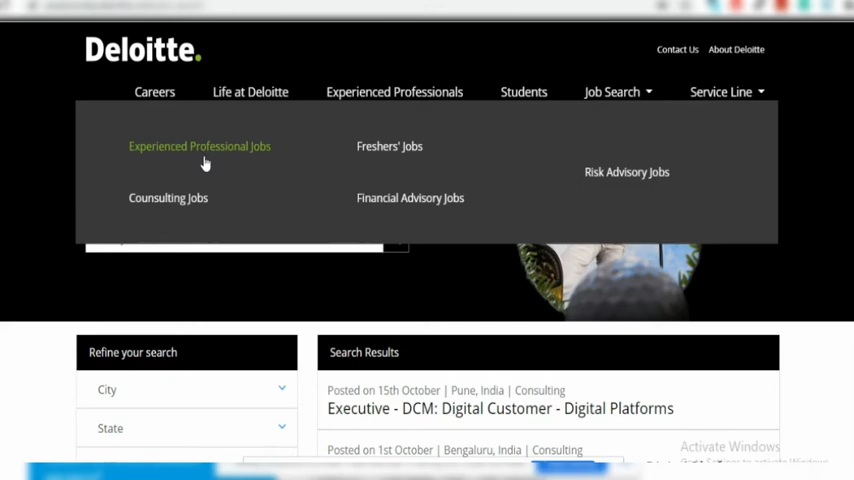 Deloitte.
Contact Us About Deloitte
Careers Life at Deloitte Experienced Professionals Students Job Search Service Line
Experienced Professional Jobs Freshers' Jobs
Risk Advisory Jobs
Counsulting Jobs Financial Advisory Jobs
Refine your search
City
State
Search Results
Posted on 15th October | Pune, India | Consulting
Executive - DCM: Digital Customer - Digital Platforms
Posted on 1st October | Bengaluru, India | Consulting
Activate Windows